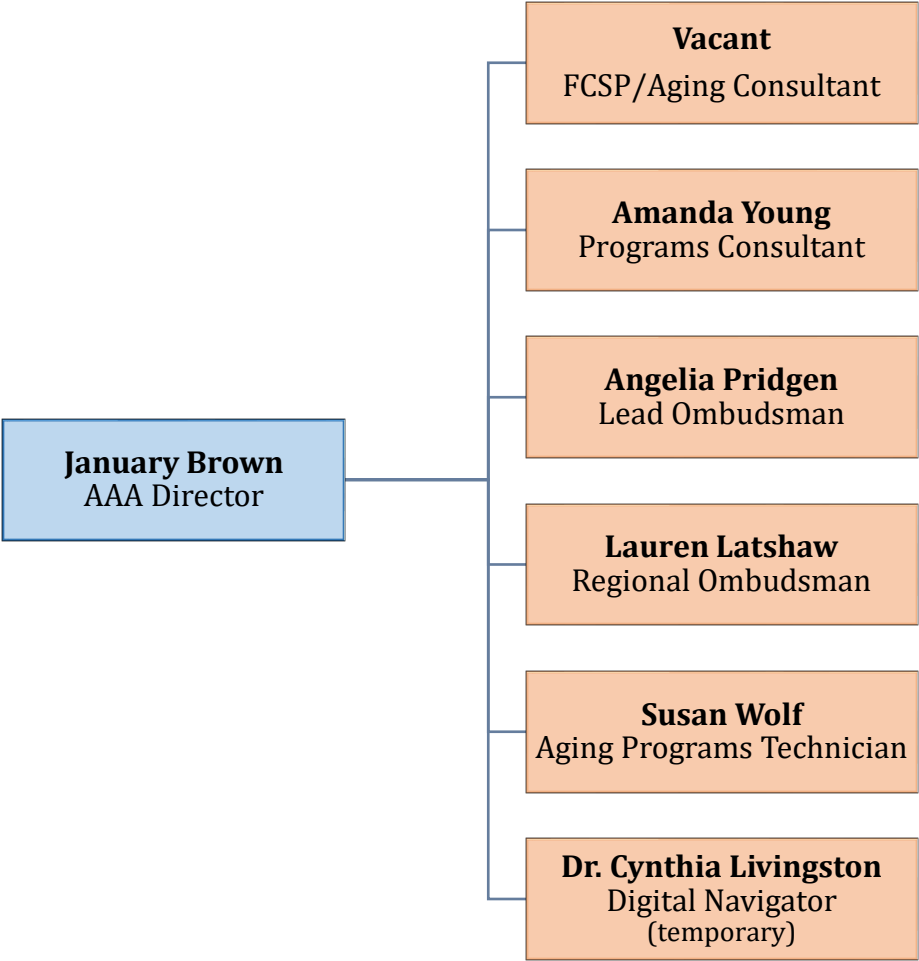 Vacant
FCSP/Aging Consultant
Amanda Young
Programs Consultant
Angelia Pridgen
Lead Ombudsman
January Brown
AAA Director
Lauren Latshaw
Regional Ombudsman
Susan Wolf
Aging Programs Technician
Dr. Cynthia Livingston
Digital Navigator
(temporary)